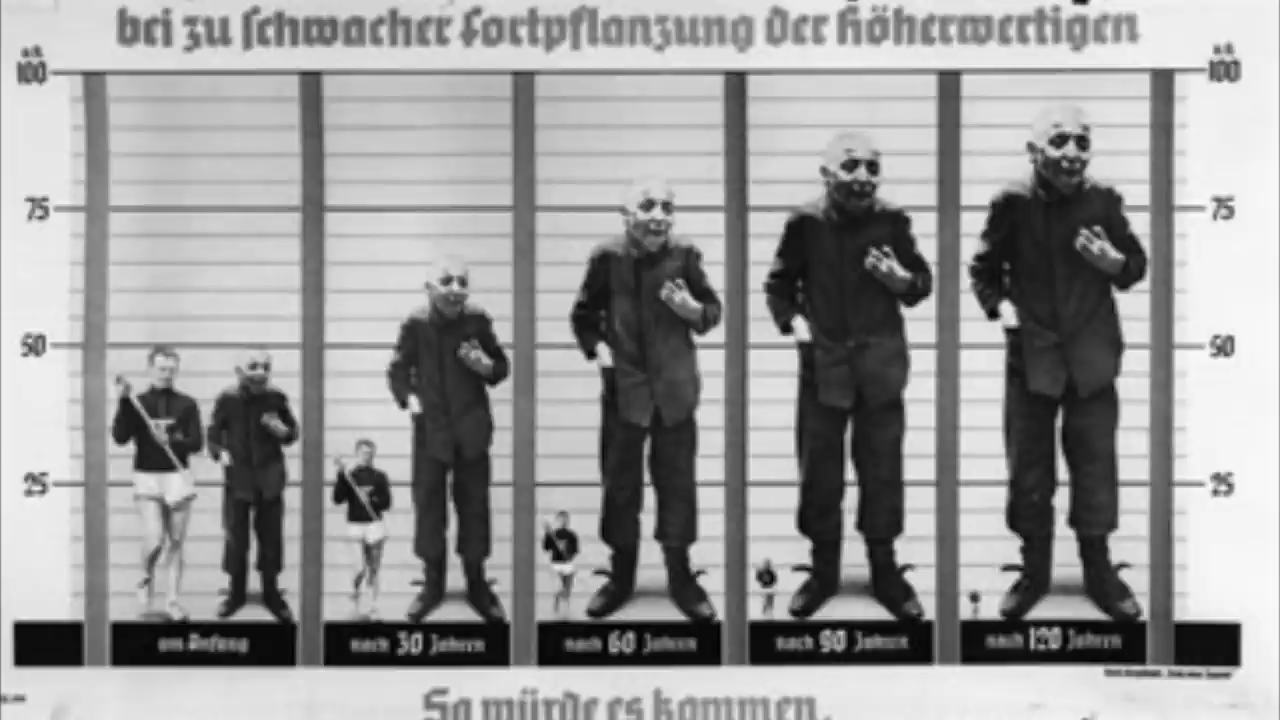 bei zu schwacher Fortpflanzung der Höherwertigen
100 100
75 75
50 50
25 25
am Anfang nach 30 Jahren nach 60 Jahren nach 90 Jahren nach 120 Jahren
So würde es kommen,